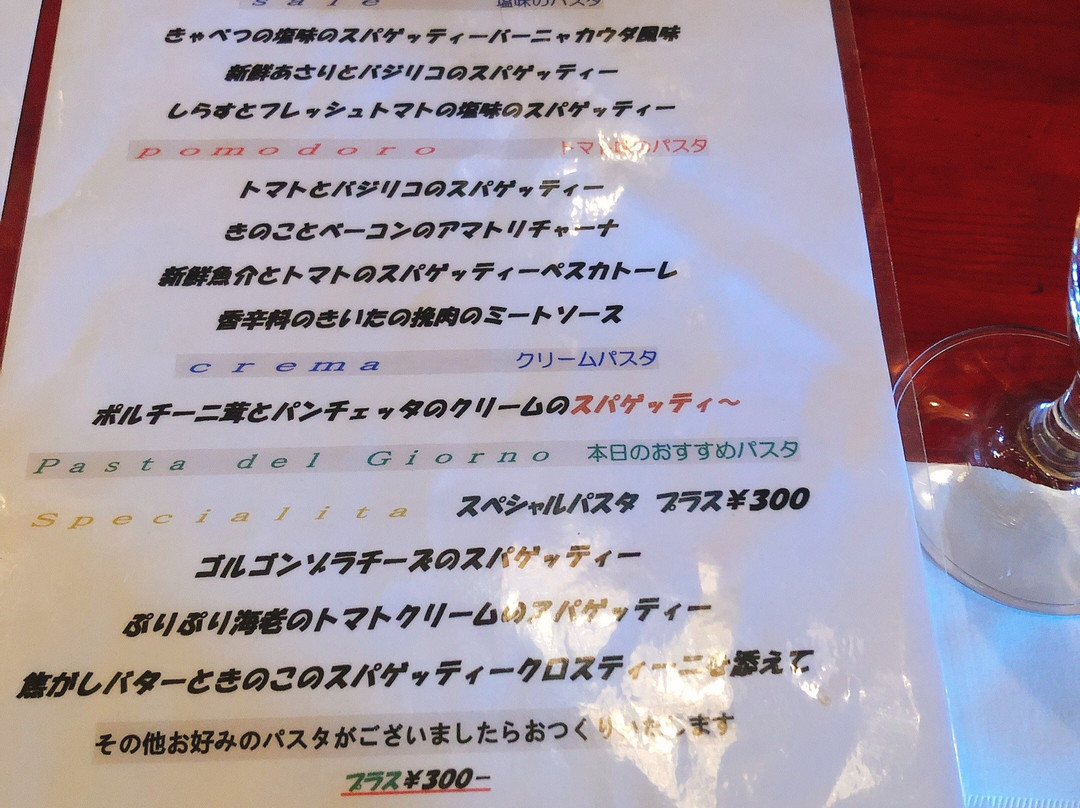 sale 塩味のパスタ
きゃべつの塩味のスパゲッティーバーニャカウダ風味
新鮮あさりとバジリコのスパゲッティー
しらすとフレッシュトマトの塩味のスパゲッティー
pomodoro トマト味のパスタ
トマトとバジリコのスパゲッティー
きのことベーコンのアマトリチャーナ
新鮮魚介とトマトのスパゲッティーペスカトーレ
香辛料のきいたの挽肉のミートソース
crema クリームパスタ
ポルチーニ茸とパンチェッタのクリームのスパゲッティ〜
Pasta del Giorno 本日のおすすめパスタ
Specialita スペシャルパスタ プラス¥300
ゴルゴンゾラチーズのスパゲッティー
ぷりぷり海老のトマトクリームのスパゲッティー
焦がしバターときのこのスパゲッティークロスティーニを添えて
その他お好みのパスタがございましたらおつくりいたします
プラス¥300−